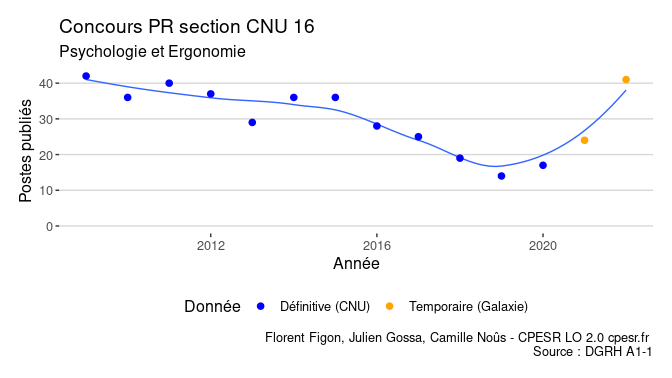 Concours PR section CNU 16
Psychologie et Ergonomie
Postes publiés
40
30
20
10
0
2012
2016
2020
Année
Donnée
Définitive (CNU)
Temporaire (Galaxie)
Florent Figon, Julien Gossa, Camille Noûs - CPESR LO 2.0 cpesr.fr
Source : DGRH A1-1